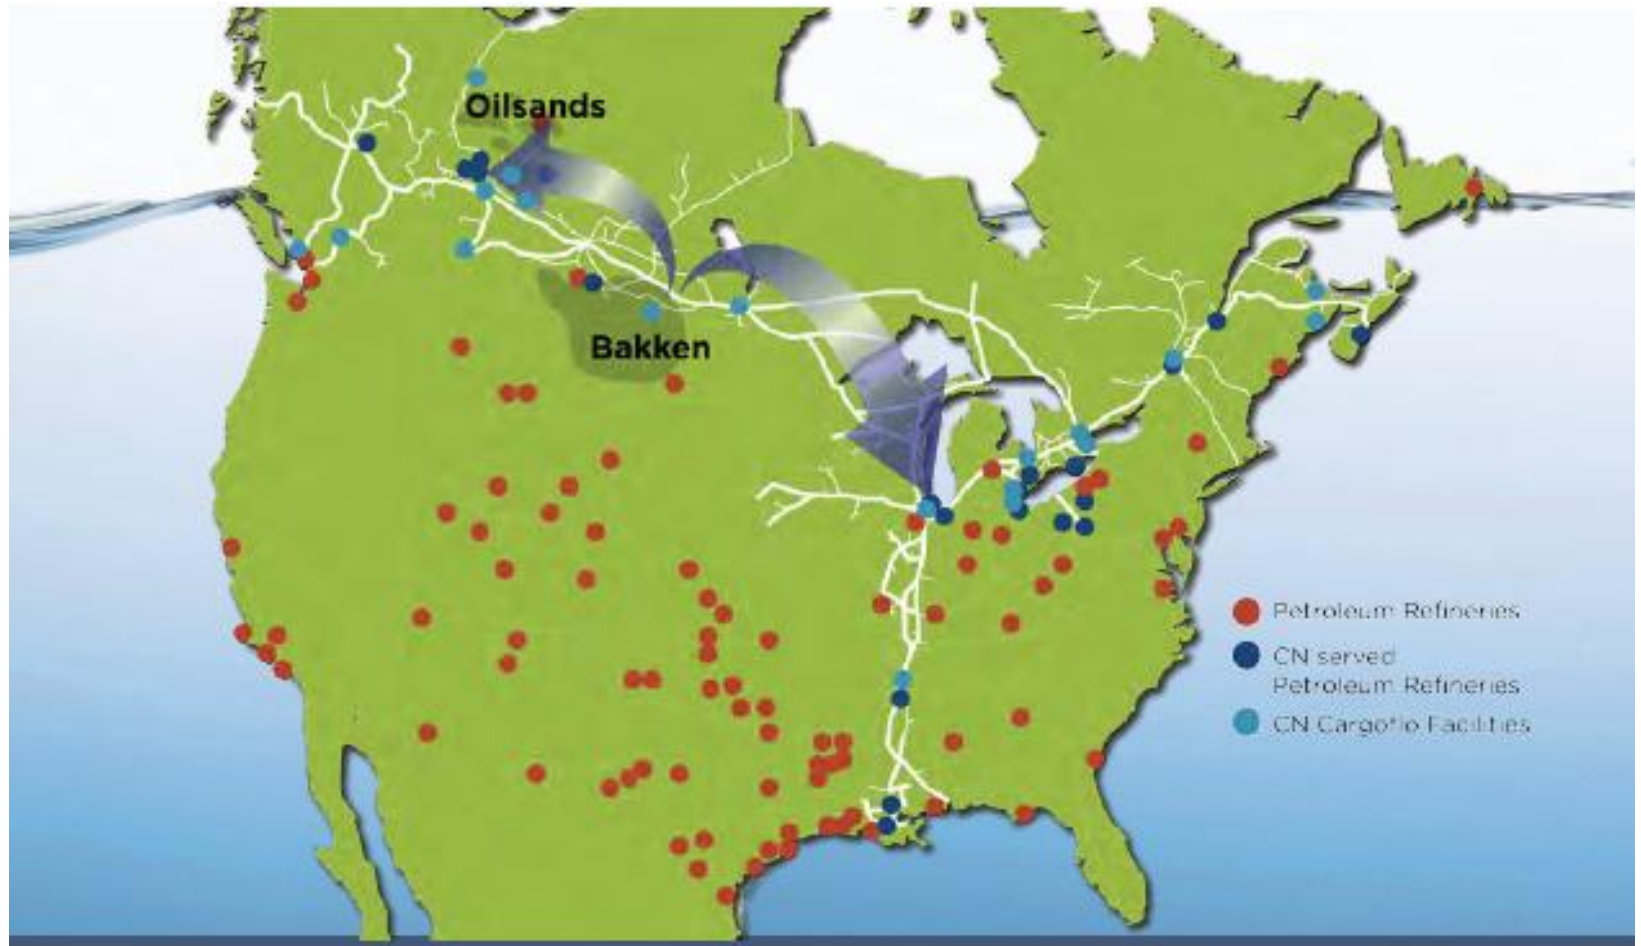 Oilsands
Bakken
Petroleum Refineries
CN served
Petroleum Refineries
CN Cargoflo Facilities